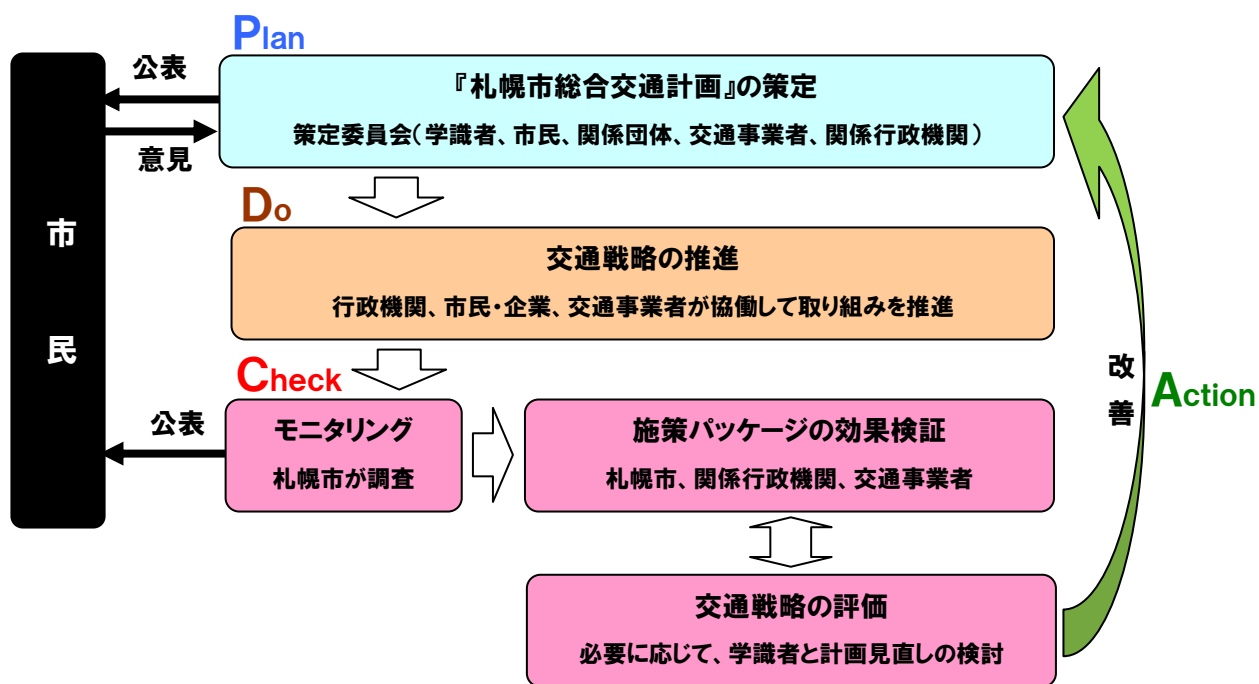 Plan
公表
『札幌市総合交通計画』の策定
策定委員会(学識者、市民、関係団体、交通事業者、関係行政機関)
意見
市民
Do
交通戦略の推進
行政機関、市民・企業、交通事業者が協働して取り組みを推進
Check
公表
モニタリング
札幌市が調査
施策パッケージの効果検証
札幌市、関係行政機関、交通事業者
改善
Action
交通戦略の評価
必要に応じて、学識者と計画見直しの検討